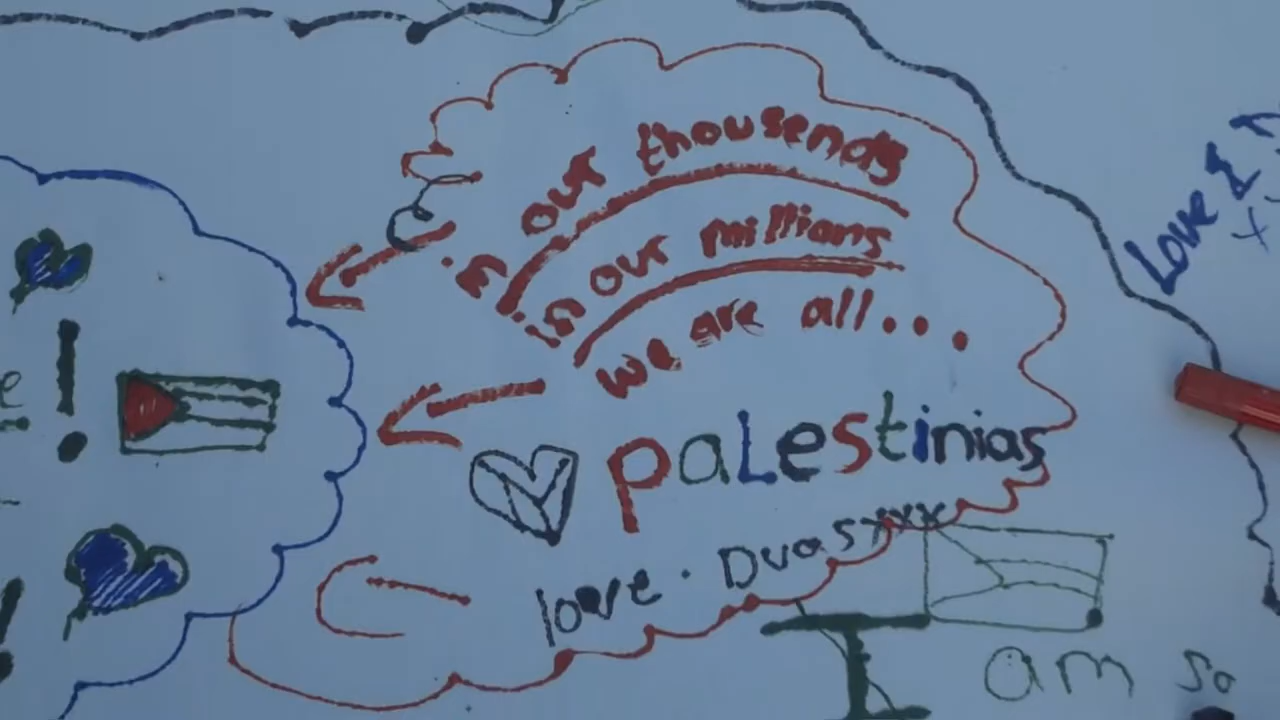 in our thousends
in our millions
we are all...
palestinias
love. Duas xxx
Love
I am so